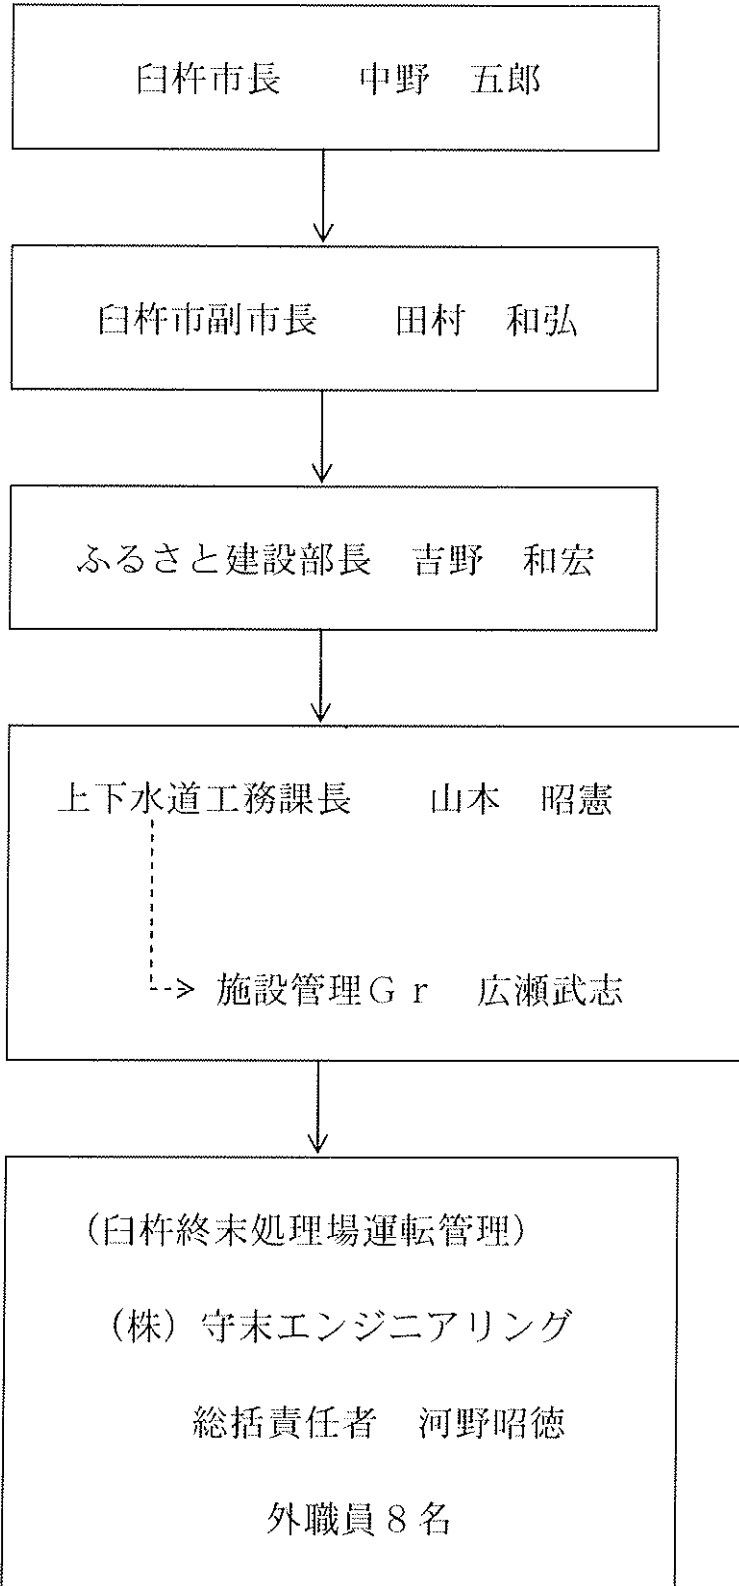 臼杵市長　　中野　五郎
臼杵市副市長　　田村　和弘
ふるさと建設部長　吉野　和宏
上下水道工務課長　　山本　昭憲
施設管理Ｇｒ　広瀬武志
（臼杵終末処理場運転管理）
（株）守末エンジニアリング
総括責任者　河野昭徳
外職員８名